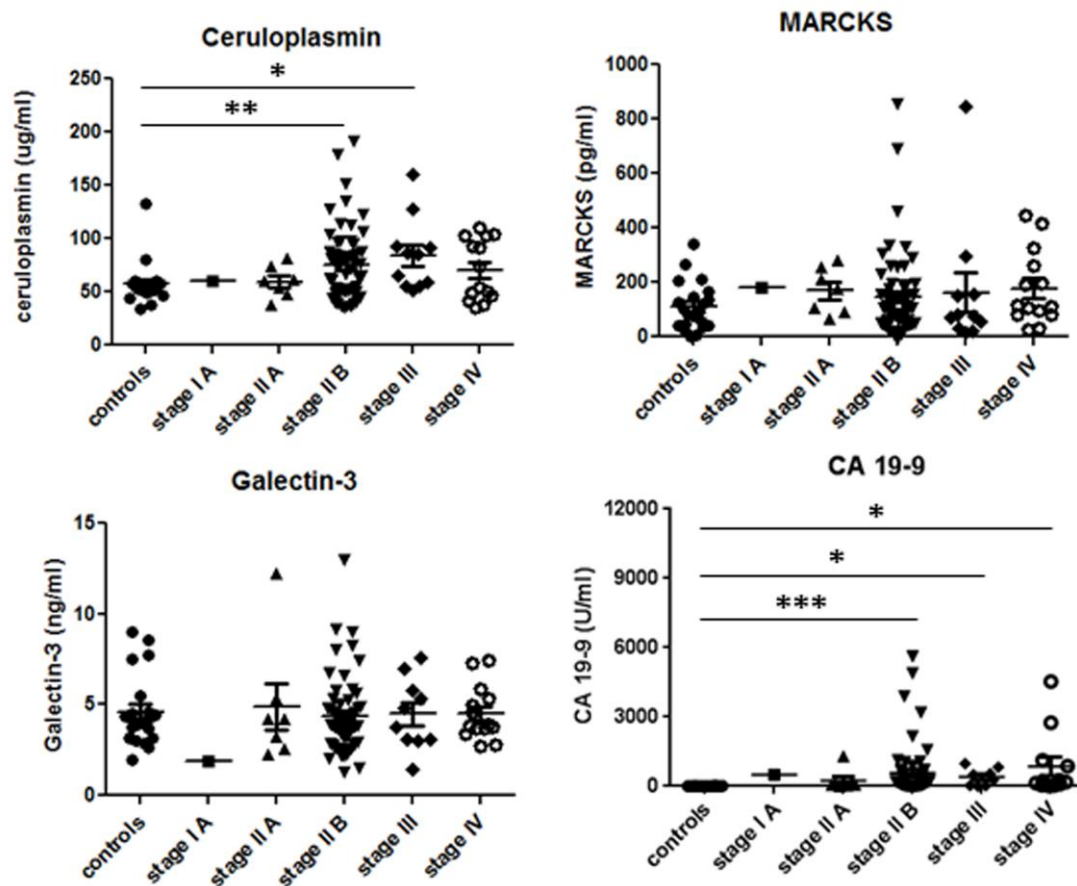 Ceruloplasmin
ceruloplasmin (ug/ml)
250
200
150
100
50
0
*
**
controls
stage I A
stage II A
stage II B
stage III
stage IV
MARCKS
MARCKS (pg/ml)
1000
800
600
400
200
0
controls
stage I A
stage II A
stage II B
stage III
stage IV
Galectin-3
Galectin-3 (ng/ml)
15
10
5
0
controls
stage I A
stage II A
stage II B
stage III
stage IV
CA 19-9
CA 19-9 (U/ml)
12000
9000
6000
3000
0
*
*
***
controls
stage I A
stage II A
stage II B
stage III
stage IV